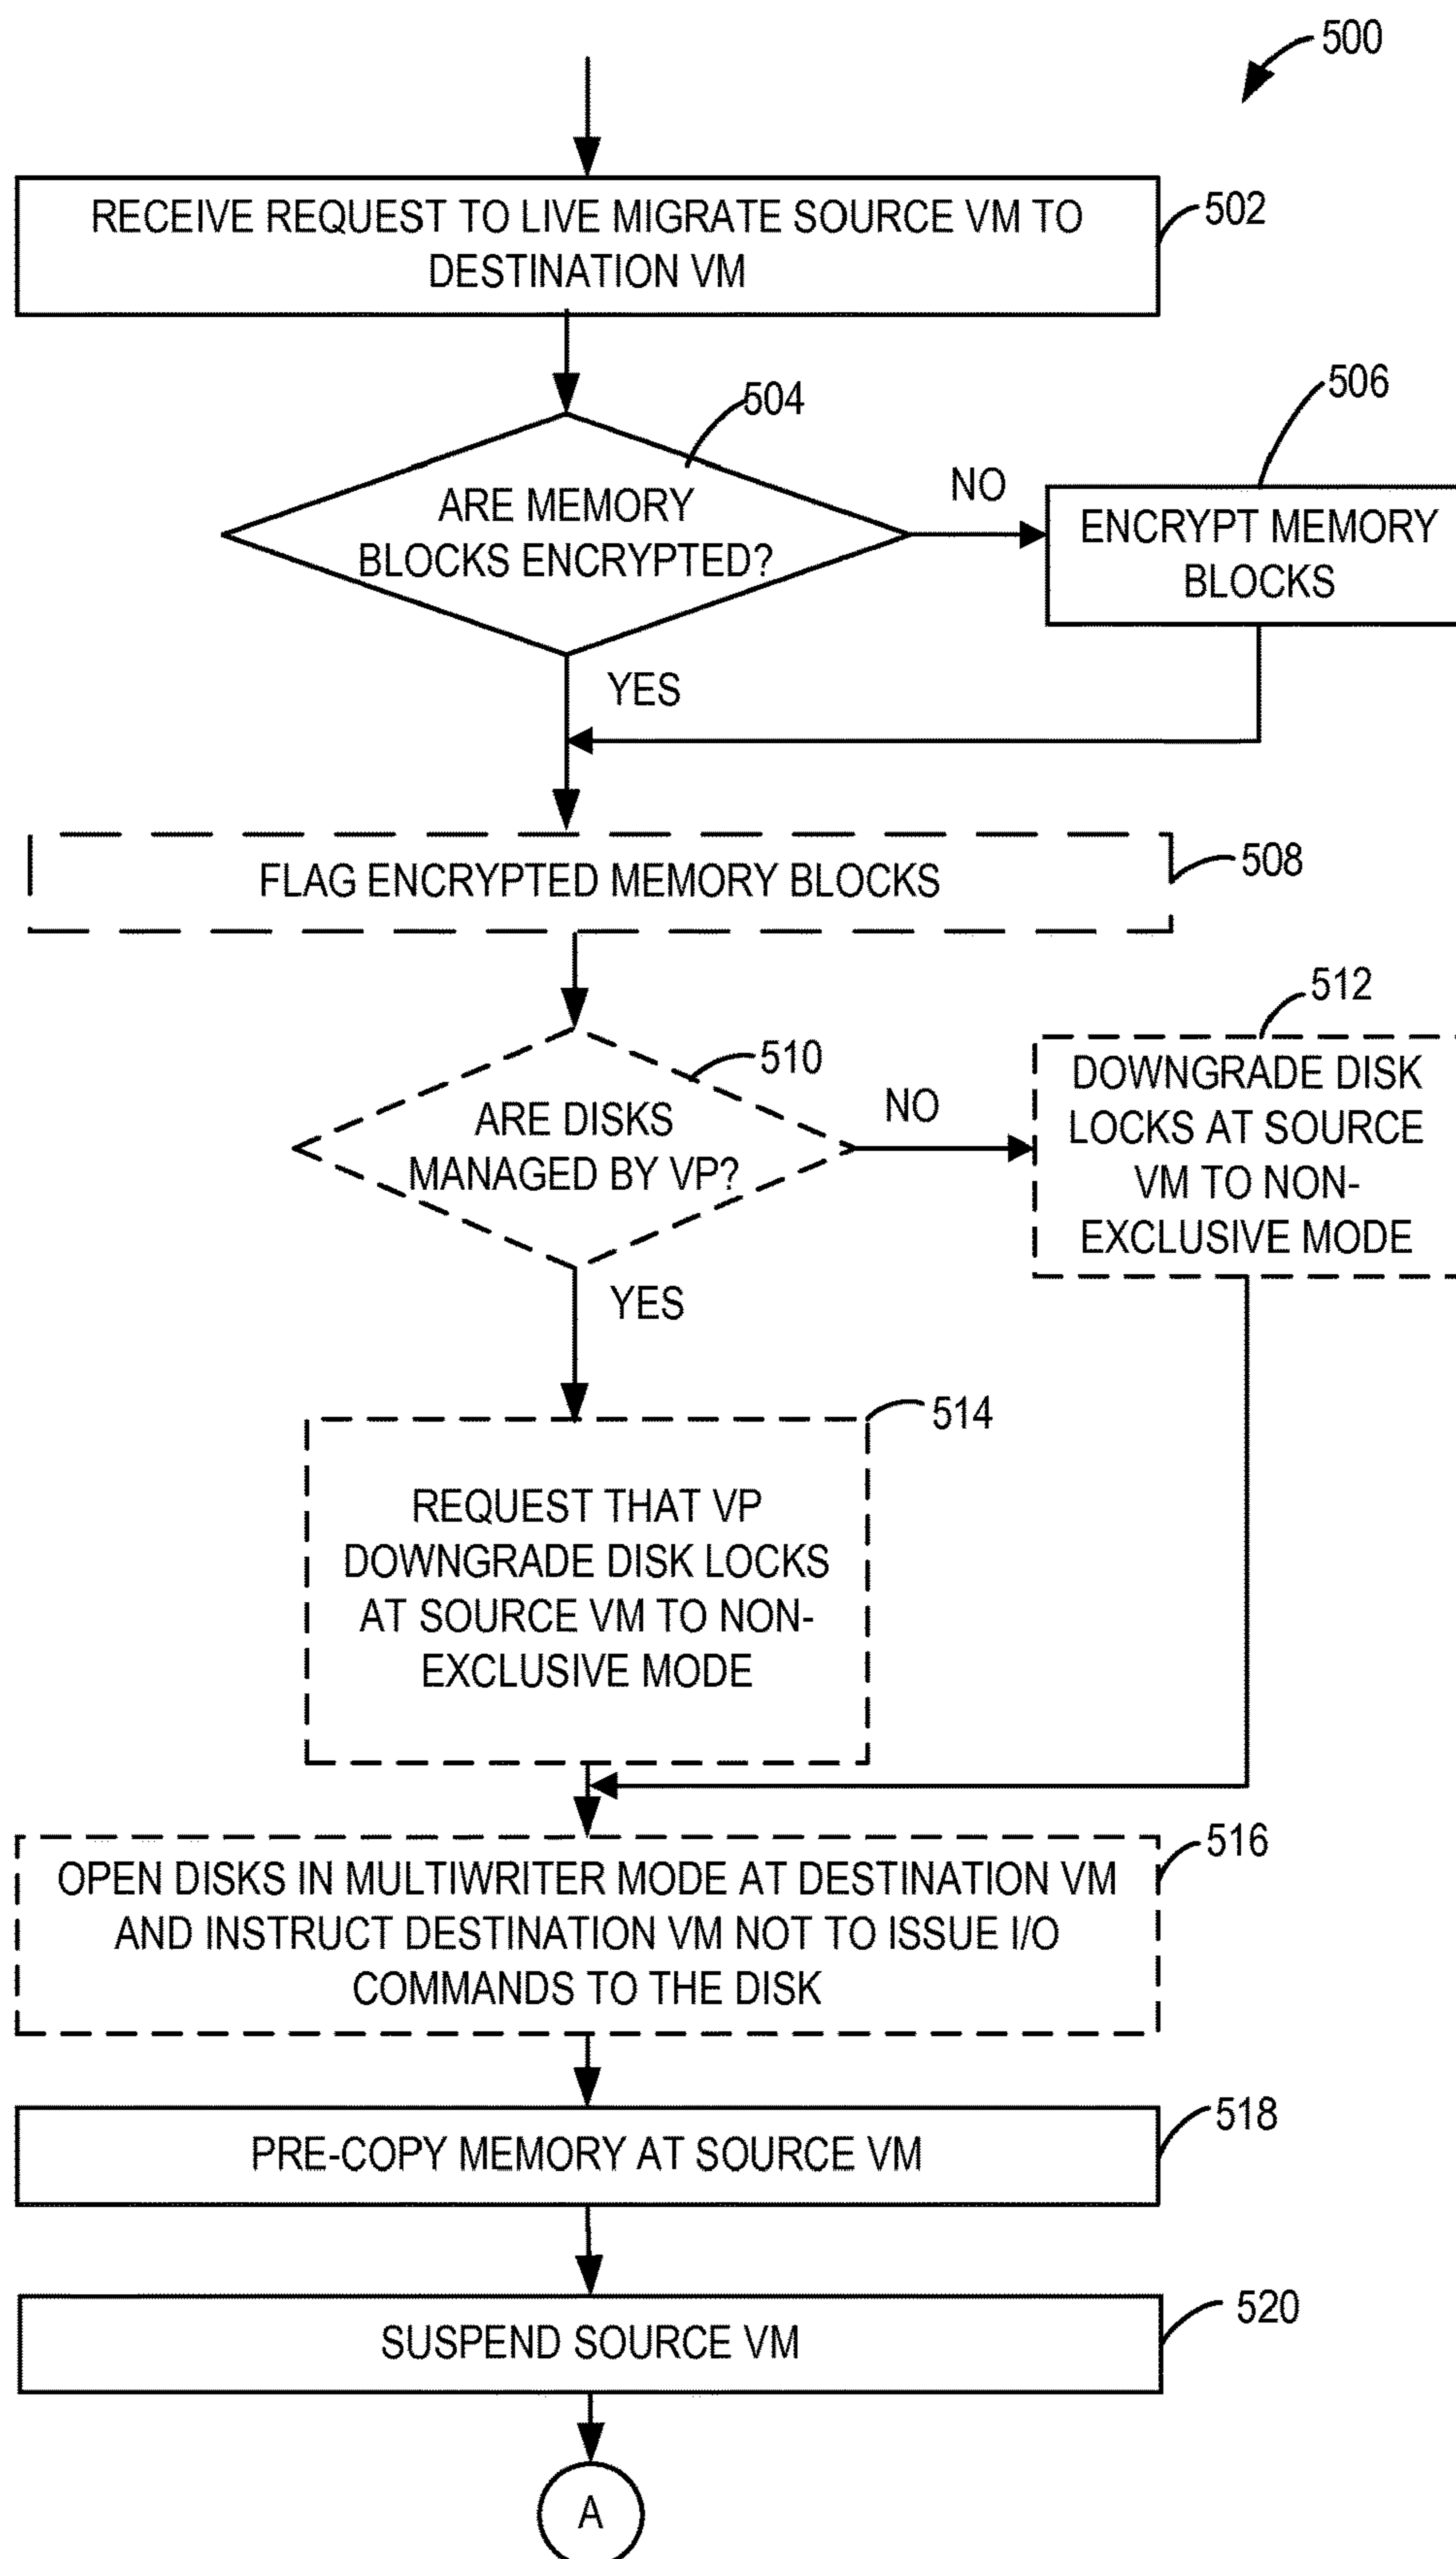 500
RECEIVE REQUEST TO LIVE MIGRATE SOURCE VM TO
DESTINATION VM
502
504
ARE MEMORY
BLOCKS ENCRYPTED?
NO
506
ENCRYPT MEMORY
BLOCKS
YES
FLAG ENCRYPTED MEMORY BLOCKS
508
510
ARE DISKS
MANAGED BY VP?
NO
512
DOWNGRADE DISK
LOCKS AT SOURCE
VM TO NON-
EXCLUSIVE MODE
YES
514
REQUEST THAT VP
DOWNGRADE DISK LOCKS
AT SOURCE VM TO NON-
EXCLUSIVE MODE
516
OPEN DISKS IN MULTIWRITER MODE AT DESTINATION VM
AND INSTRUCT DESTINATION VM NOT TO ISSUE I/O
COMMANDS TO THE DISK
518
PRE-COPY MEMORY AT SOURCE VM
520
SUSPEND SOURCE VM
A